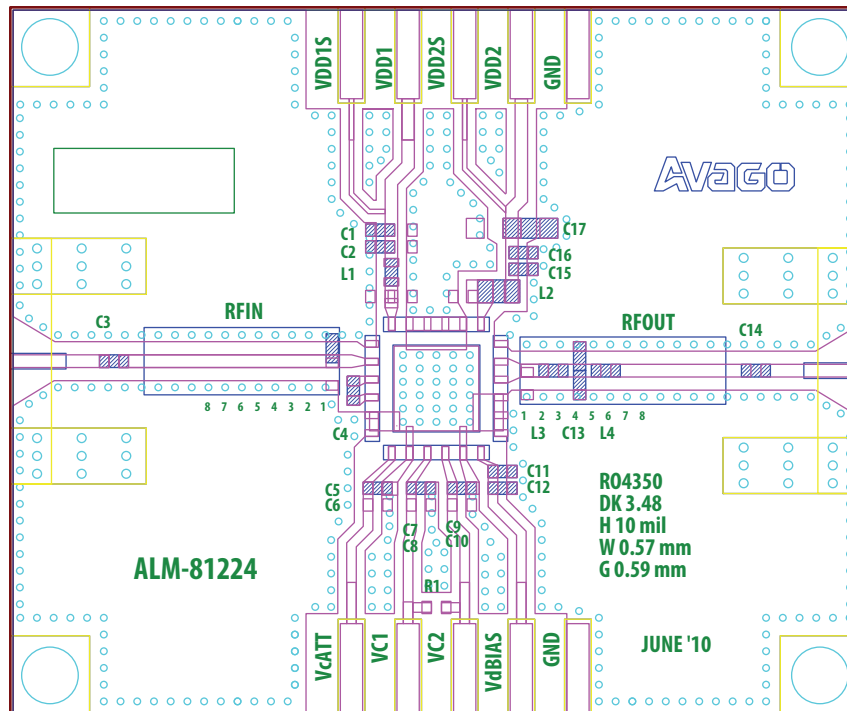 VDD1S
VDD1
VDD2S
VDD2
GND
AVAGO
C1
C2
L1
C17
C16
C15
L2
C3
RFIN
RFOUT
C14
8 7 6 5 4 3 2 1
1 2 3 4 5 6 7 8
C4
L3 C13 L4
C11
C12
C5
C6
C7
C8
C9
C10
R1
RO4350
DK 3.48
H 10 mil
W 0.57 mm
G 0.59 mm
ALM-81224
JUNE '10
VcATT
VC1
VC2
VdBIAS
GND